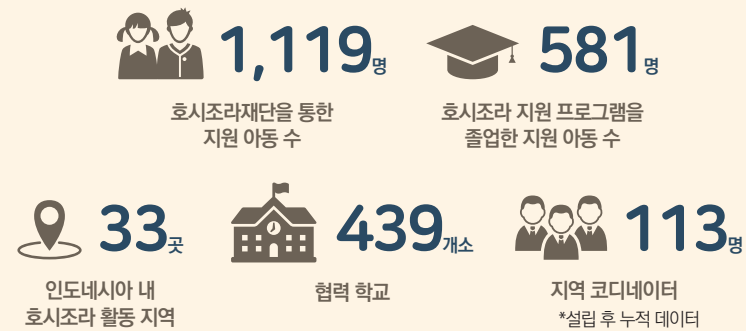 1,119명
581명
호시조라재단을 통한
지원 아동 수
호시조라 지원 프로그램을
졸업한 지원 아동 수
33곳
439개소
113명
인도네시아 내
호시조라 활동 지역
협력 학교
지역 코디네이터
*설립 후 누적 데이터